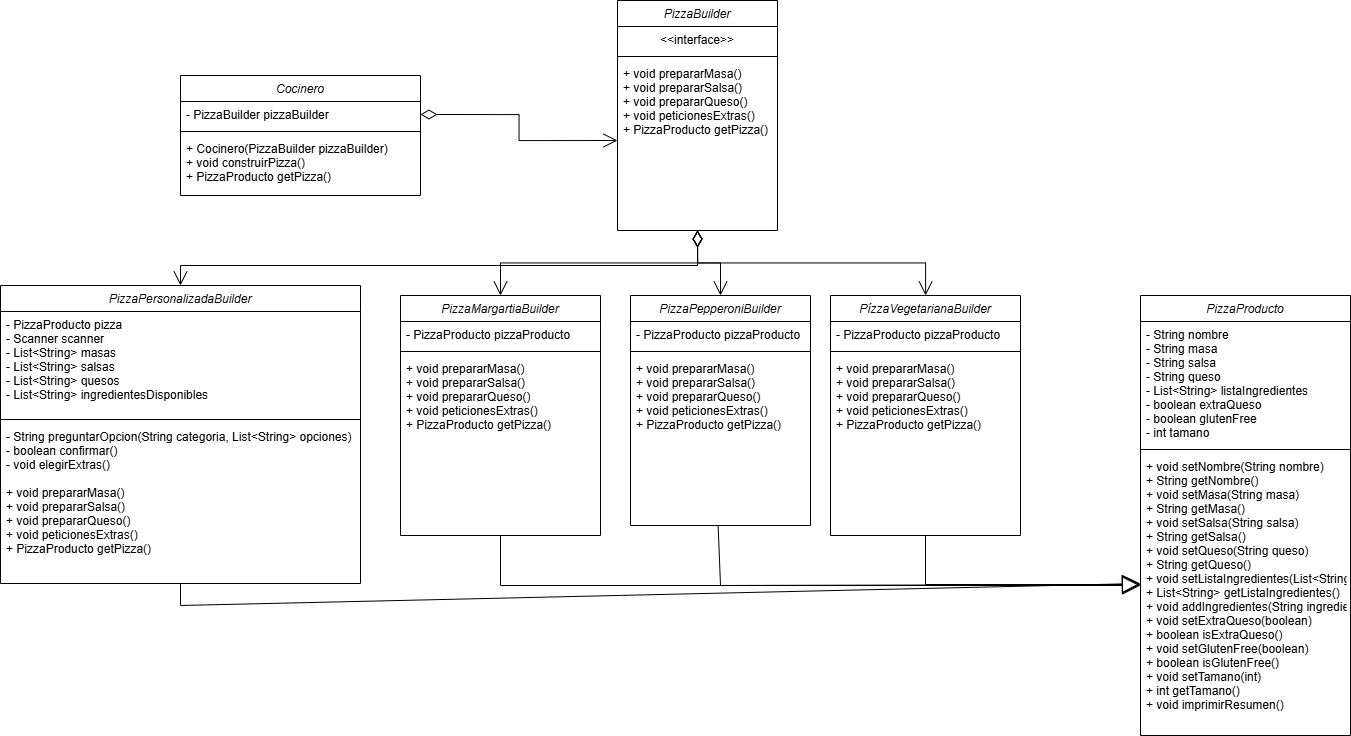 PizzaBuilder
<<interface>>
+ void prepararMasa()
+ void prepararSalsa()
+ void prepararQueso()
+ void peticionesExtras()
+ PizzaProducto getPizza()
Cocinero
- PizzaBuilder pizzaBuilder
+ Cocinero(PizzaBuilder pizzaBuilder)
+ void construirPizza()
+ PizzaProducto getPizza()
PizzaPersonalizadaBuilder
- PizzaProducto pizza
- Scanner scanner
- List<String> masas
- List<String> salsas
- List<String> quesos
- List<String> ingredientesDisponibles
- String preguntarOpcion(String categoria, List<String> opciones)
- boolean confirmar()
- void elegirExtras()
+ void prepararMasa()
+ void prepararSalsa()
+ void prepararQueso()
+ void peticionesExtras()
+ PizzaProducto getPizza()
PizzaMargartiaBuilder
- PizzaProducto pizzaProducto
+ void prepararMasa()
+ void prepararSalsa()
+ void prepararQueso()
+ void peticionesExtras()
+ PizzaProducto getPizza()
PizzaPepperoniBuilder
- PizzaProducto pizzaProducto
+ void prepararMasa()
+ void prepararSalsa()
+ void prepararQueso()
+ void peticionesExtras()
+ PizzaProducto getPizza()
PízzaVegetarianaBuilder
- PizzaProducto pizzaProducto
+ void prepararMasa()
+ void prepararSalsa()
+ void prepararQueso()
+ void peticionesExtras()
+ PizzaProducto getPizza()
PizzaProducto
- String nombre
- String masa
- String salsa
- String queso
- List<String> listaIngredientes
- boolean extraQueso
- boolean glutenFree
- int tamano
+ void setNombre(String nombre)
+ String getNombre()
+ void setMasa(String masa)
+ String getMasa()
+ void setSalsa(String salsa)
+ String getSalsa()
+ void setQueso(String queso)
+ String getQueso()
+ void setListaIngredientes(List<String
+ List<String> getListaIngredientes()
+ void addIngredientes(String ingredie
+ void setExtraQueso(boolean)
+ boolean isExtraQueso()
+ void setGlutenFree(boolean)
+ boolean isGlutenFree()
+ void setTamano(int)
+ int getTamano()
+ void imprimirResumen()